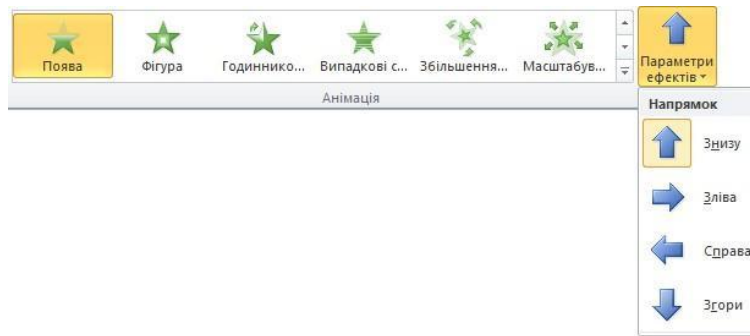 Поява Фігура Годиннико... Випадкові с... Збільшення... Масштабув...
Параметри
ефектів
Анімація
Напрямок
Знизу
Зліва
Справа
Згори